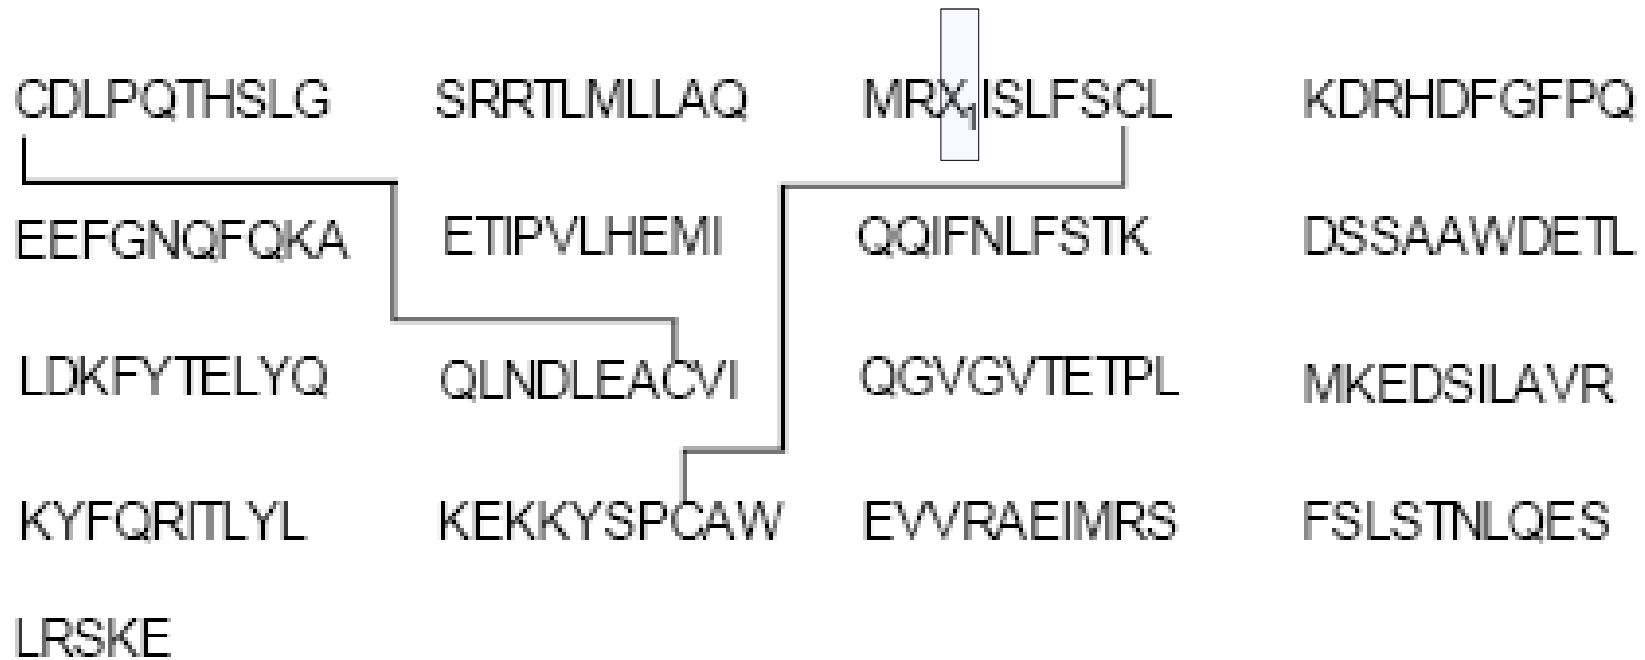 CDLPQTHSLG SRRTLMLLAQ MRX₁ISLFSCL KDRHDFGFPQ
EEFGNQFQKA ETIPVLHEMI QQIFNLFSTK DSSAAWDETL
LDKFYTELYQ QLNDLEACVI QGVGVTETPL MKEDSILAVR
KYFQRITLYL KEKKYSPCAW EVVRAEIMRS FSLSTNLQES
LRSKE